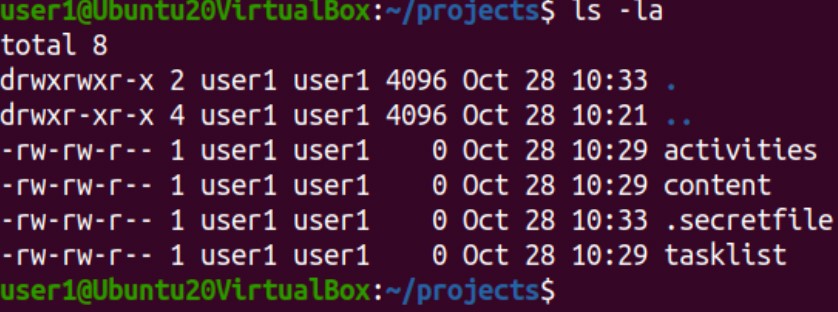 user1@Ubuntu20VirtualBox:~/projects$ ls -la
total 8
drwxrwxr-x 2 user1 user1 4096 Oct 28 10:33 .
drwxr-xr-x 4 user1 user1 4096 Oct 28 10:21 ..
-rw-rw-r-- 1 user1 user1    0 Oct 28 10:29 activities
-rw-rw-r-- 1 user1 user1    0 Oct 28 10:29 content
-rw-rw-r-- 1 user1 user1    0 Oct 28 10:33 .secretfile
-rw-rw-r-- 1 user1 user1    0 Oct 28 10:29 tasklist
user1@Ubuntu20VirtualBox:~/projects$